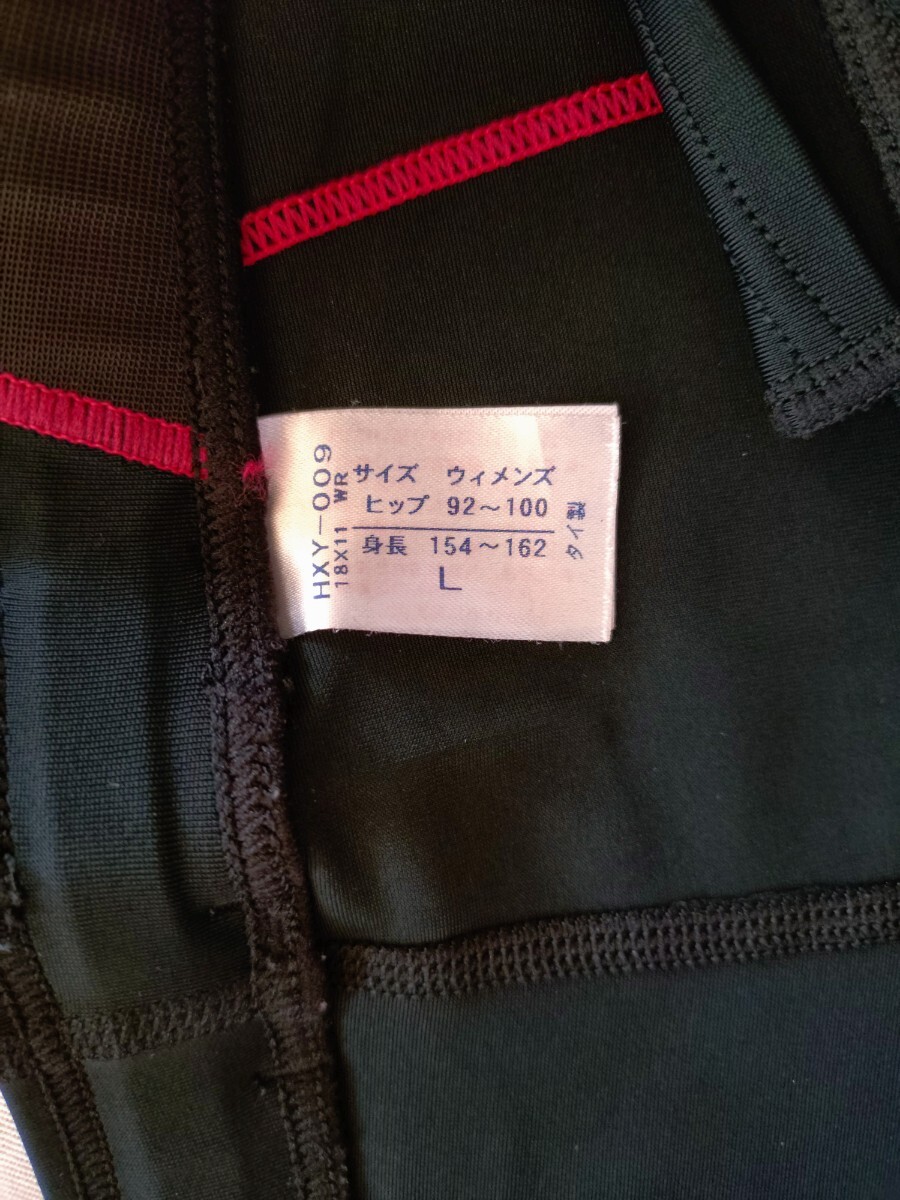 HXY-009
18X11 WR
サイズ ウィメンズ
ヒップ 92～100
身長 154～162
L
タイ製